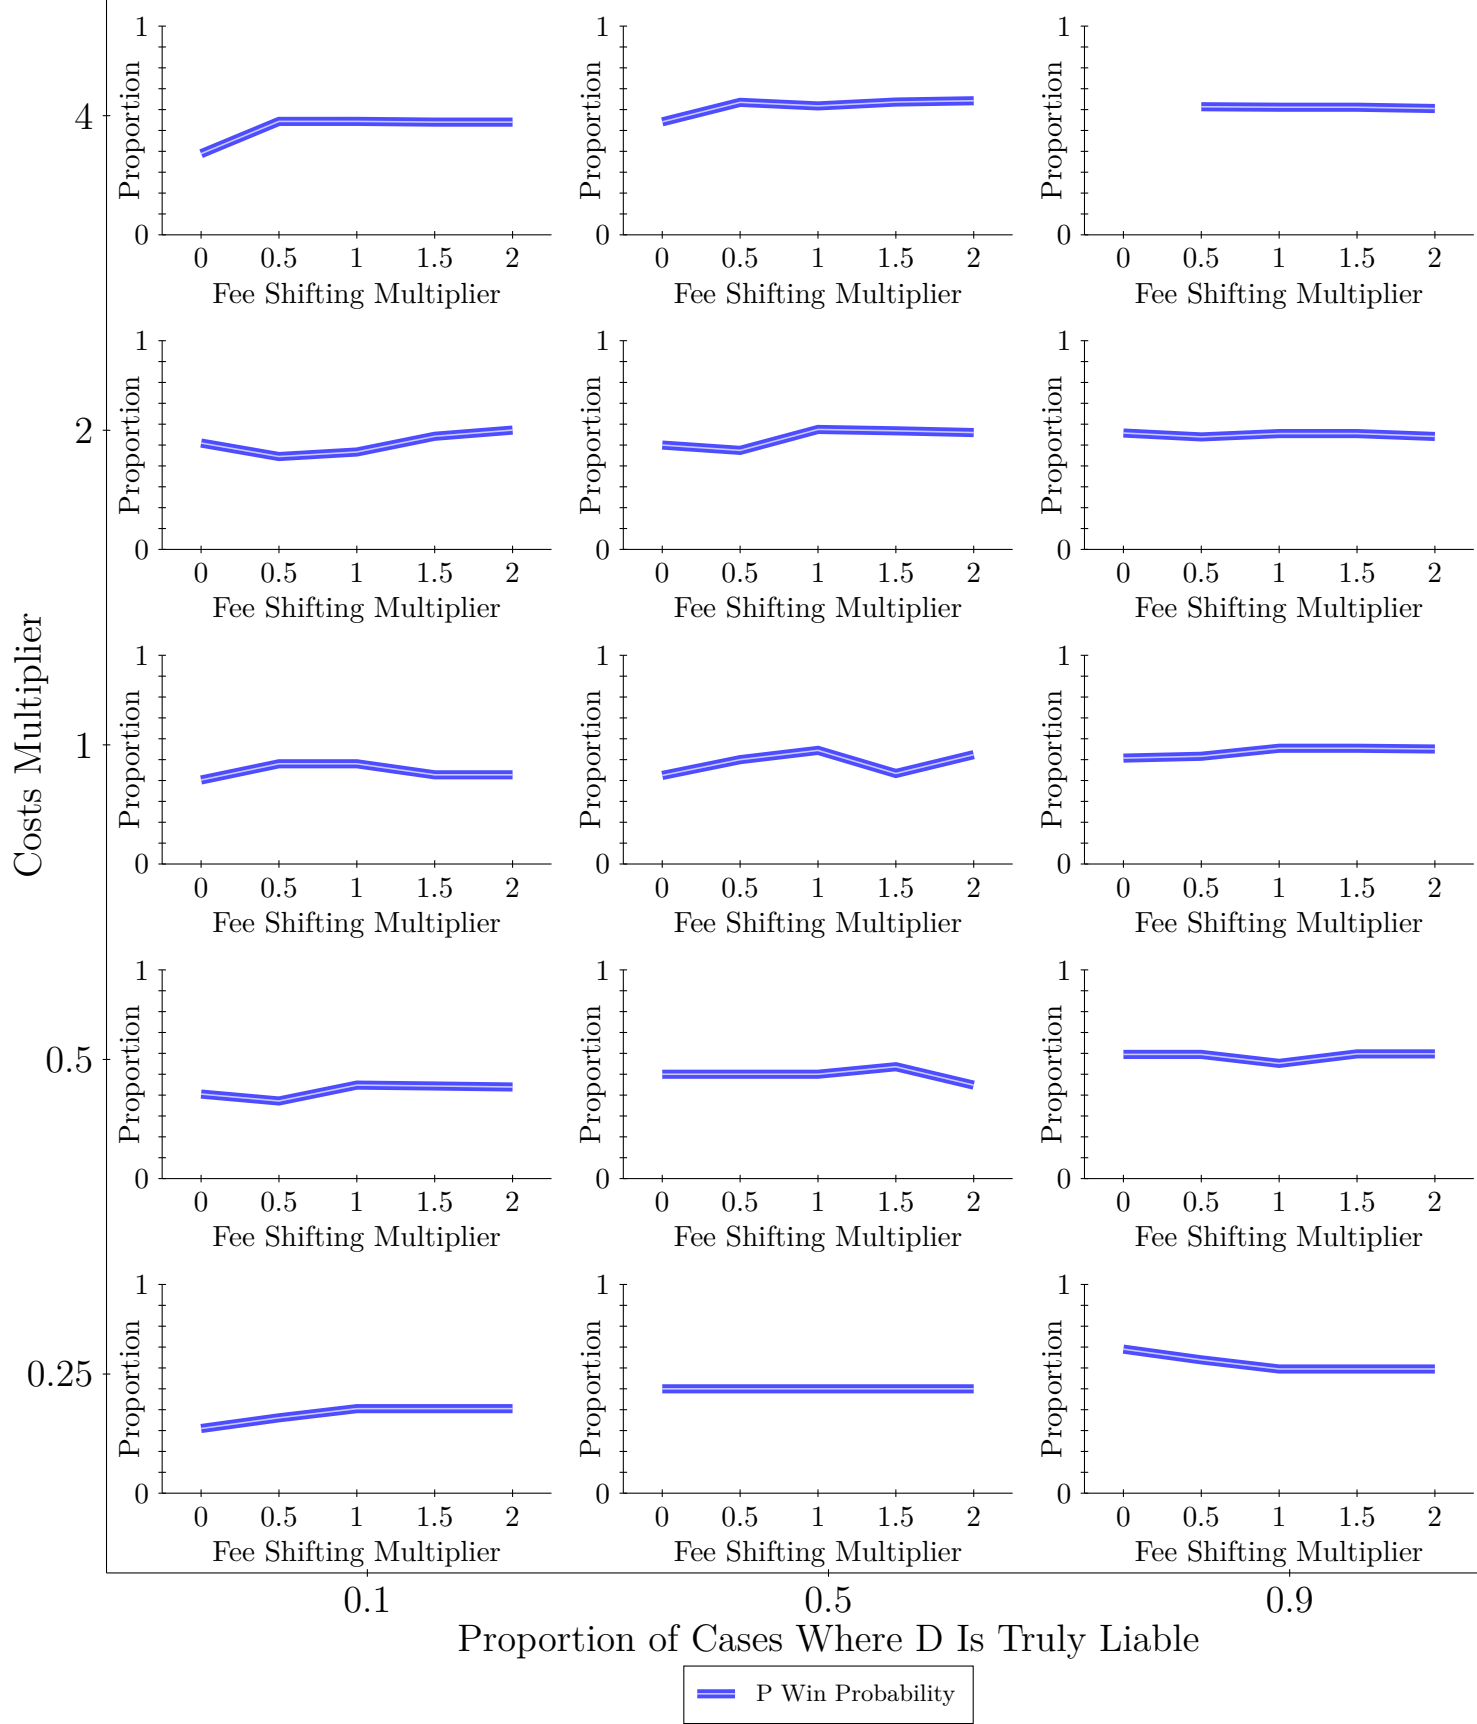 4
1 1 1
Proportion Proportion Proportion
0 0 0
0 0.5 1 1.5 2 0 0.5 1 1.5 2 0 0.5 1 1.5 2
Fee Shifting Multiplier Fee Shifting Multiplier Fee Shifting Multiplier
2
1 1 1
Proportion Proportion Proportion
0 0 0
0 0.5 1 1.5 2 0 0.5 1 1.5 2 0 0.5 1 1.5 2
Fee Shifting Multiplier Fee Shifting Multiplier Fee Shifting Multiplier
Costs Multiplier
1
1 1 1
Proportion Proportion Proportion
0 0 0
0 0.5 1 1.5 2 0 0.5 1 1.5 2 0 0.5 1 1.5 2
Fee Shifting Multiplier Fee Shifting Multiplier Fee Shifting Multiplier
0.5
1 1 1
Proportion Proportion Proportion
0 0 0
0 0.5 1 1.5 2 0 0.5 1 1.5 2 0 0.5 1 1.5 2
Fee Shifting Multiplier Fee Shifting Multiplier Fee Shifting Multiplier
0.25
1 1 1
Proportion Proportion Proportion
0 0 0
0 0.5 1 1.5 2 0 0.5 1 1.5 2 0 0.5 1 1.5 2
Fee Shifting Multiplier Fee Shifting Multiplier Fee Shifting Multiplier
0.1 0.5 0.9
Proportion of Cases Where D Is Truly Liable
P Win Probability